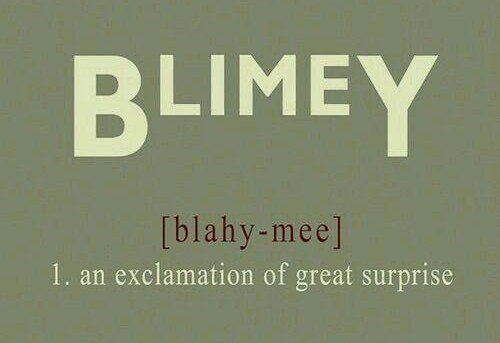 BLIMEY
[blahy-mee]
1. an exclamation of great surprise